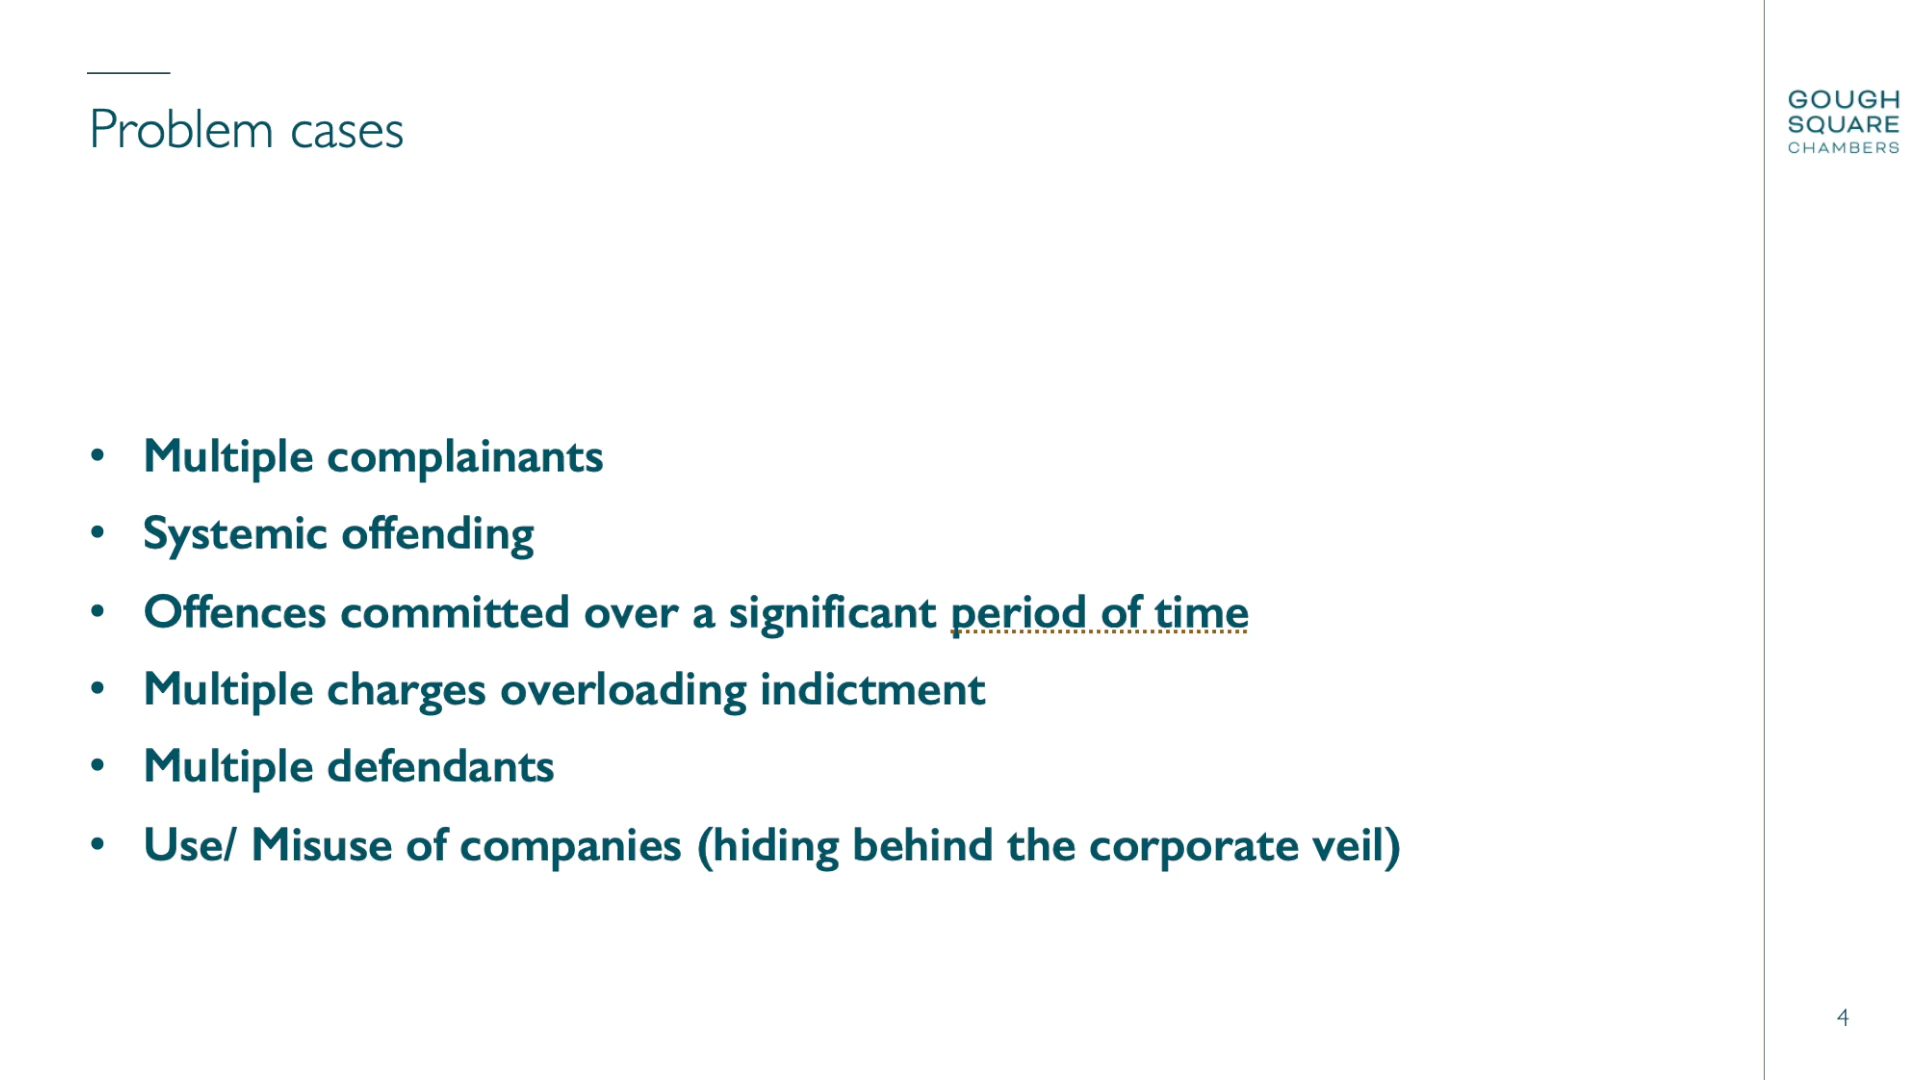 Problem cases
GOUGH
SQUARE
CHAMBERS
• Multiple complainants
• Systemic offending
• Offences committed over a significant period of time
• Multiple charges overloading indictment
• Multiple defendants
• Use/ Misuse of companies (hiding behind the corporate veil)
4